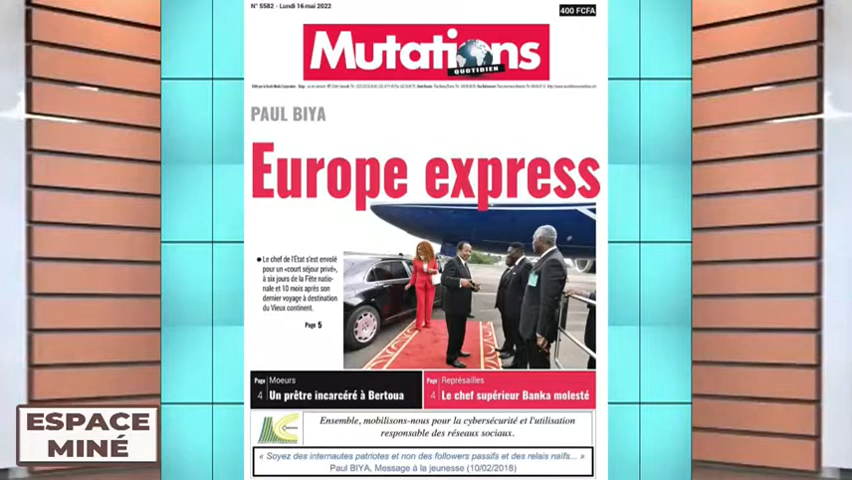 N° 5582 - Lundi 16 mai 2022
400 FCFA
Mutations
QUOTIDIEN
PAUL BIYA
Europe express
● Le chef de l'Etat s'est envolé
pour un «court séjour privé»,
à six jours de la Fête natio-
nale et 10 mois après son
dernier voyage à destination
du Vieux continent.
Page 5
Page 4 Moeurs
Un prêtre incarcéré à Bertoua
Page 4 Représailles
Le chef supérieur Banka molesté
Ensemble, mobilisons-nous pour la cybersécurité et l'utilisation
responsable des réseaux sociaux.
« Soyez des internautes patriotes et non des followers passifs et des relais naïfs... »
Paul BIYA, Message à la jeunesse (10/02/2018)
ESPACE
MINÉ